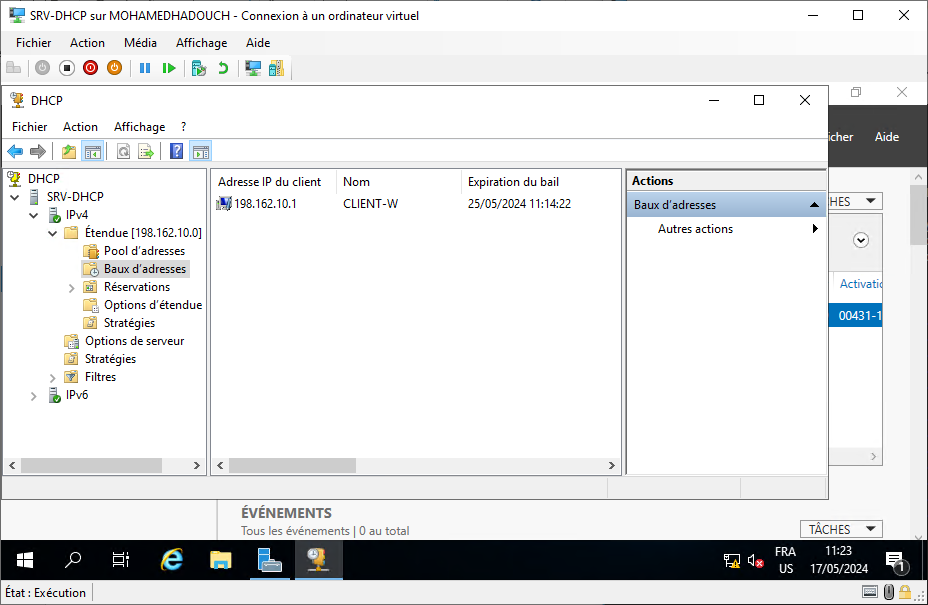 SRV-DHCP sur MOHAMEDHADOUCH - Connexion à un ordinateur virtuel
Fichier Action Média Affichage Aide
DHCP
Fichier Action Affichage ?
icher Aide
DHCP
SRV-DHCP
IPv4
Étendue [198.162.10.0]
Pool d'adresses
Baux d'adresses
Réservations
Options d'étendue
Stratégies
Options de serveur
Stratégies
Filtres
IPv6
Adresse IP du client Nom Expiration du bail
198.162.10.1 CLIENT-W 25/05/2024 11:14:22
Actions
Baux d'adresses
Autres actions
HES
Activatio
00431-1
ÉVÉNEMENTS
Tous les événements | 0 au total
TÂCHES
FRA
US
11:23
17/05/2024
1
État : Exécution